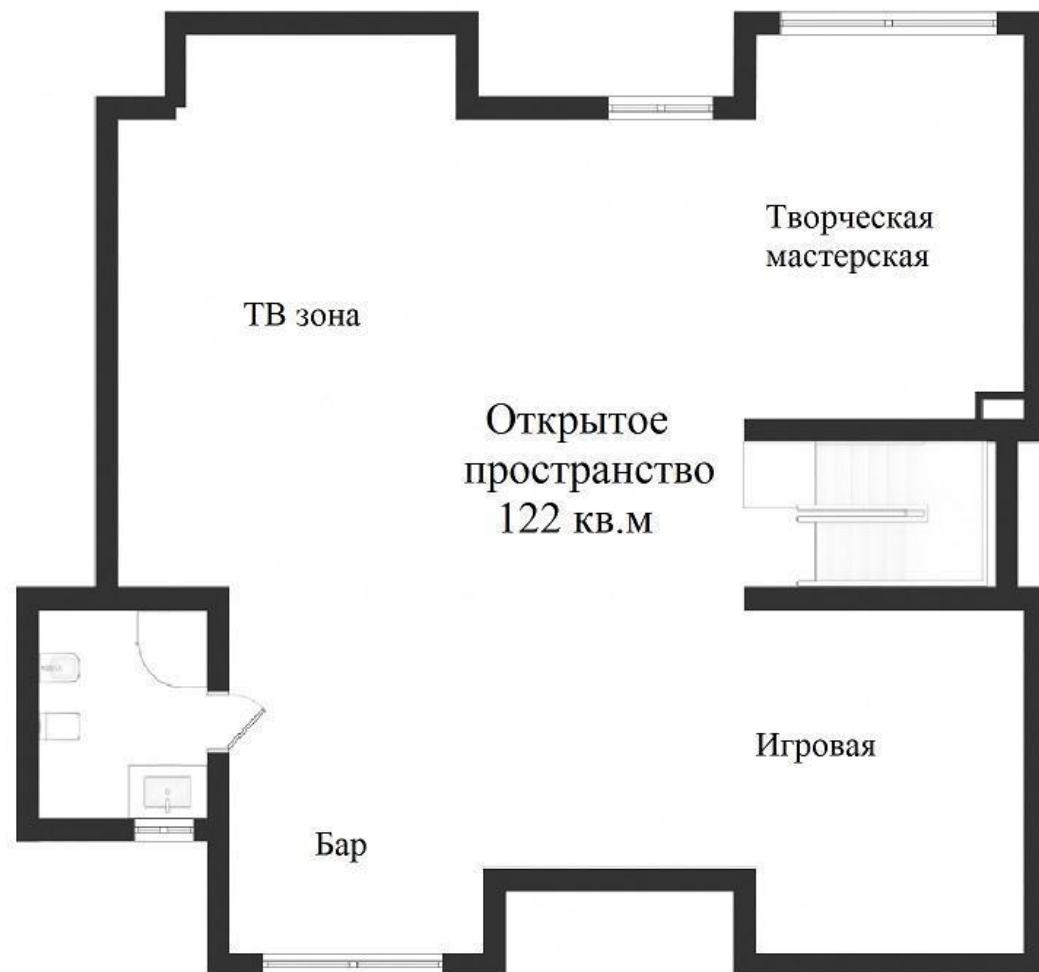 Творческая
мастерская
ТВ зона
Открытое
пространство
122 кв.м
Игровая
Бар